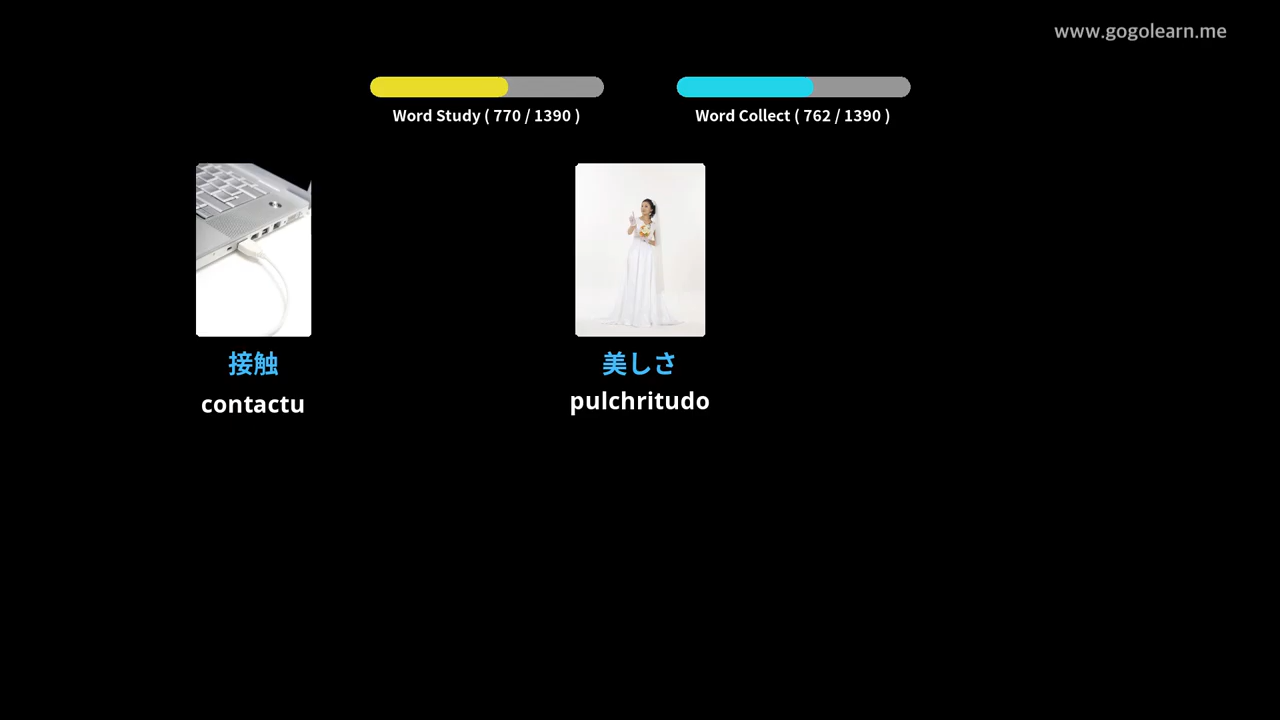 www.gogolearn.me
Word Study ( 770 / 1390 )
Word Collect ( 762 / 1390 )
接触
contactu
美しさ
pulchritudo